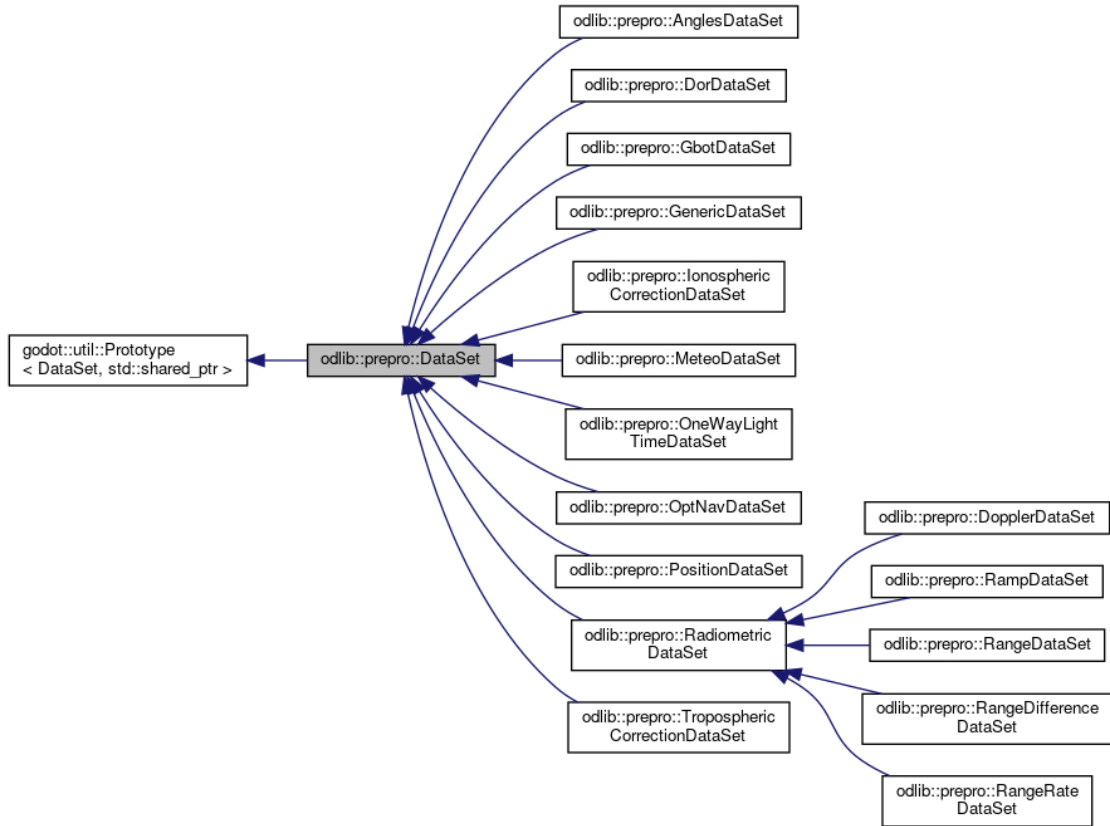 odlib::prepro::AnglesDataSet
odlib::prepro::DorDataSet
odlib::prepro::GbotDataSet
odlib::prepro::GenericDataSet
odlib::prepro::Ionospheric
CorrectionDataSet
godot::util::Prototype
< DataSet, std::shared_ptr >
odlib::prepro::DataSet
odlib::prepro::MeteoDataSet
odlib::prepro::OneWayLight
TimeDataSet
odlib::prepro::OptNavDataSet
odlib::prepro::PositionDataSet
odlib::prepro::Radiometric
DataSet
odlib::prepro::Tropospheric
CorrectionDataSet
odlib::prepro::DopplerDataSet
odlib::prepro::RampDataSet
odlib::prepro::RangeDataSet
odlib::prepro::RangeDifference
DataSet
odlib::prepro::RangeRate
DataSet